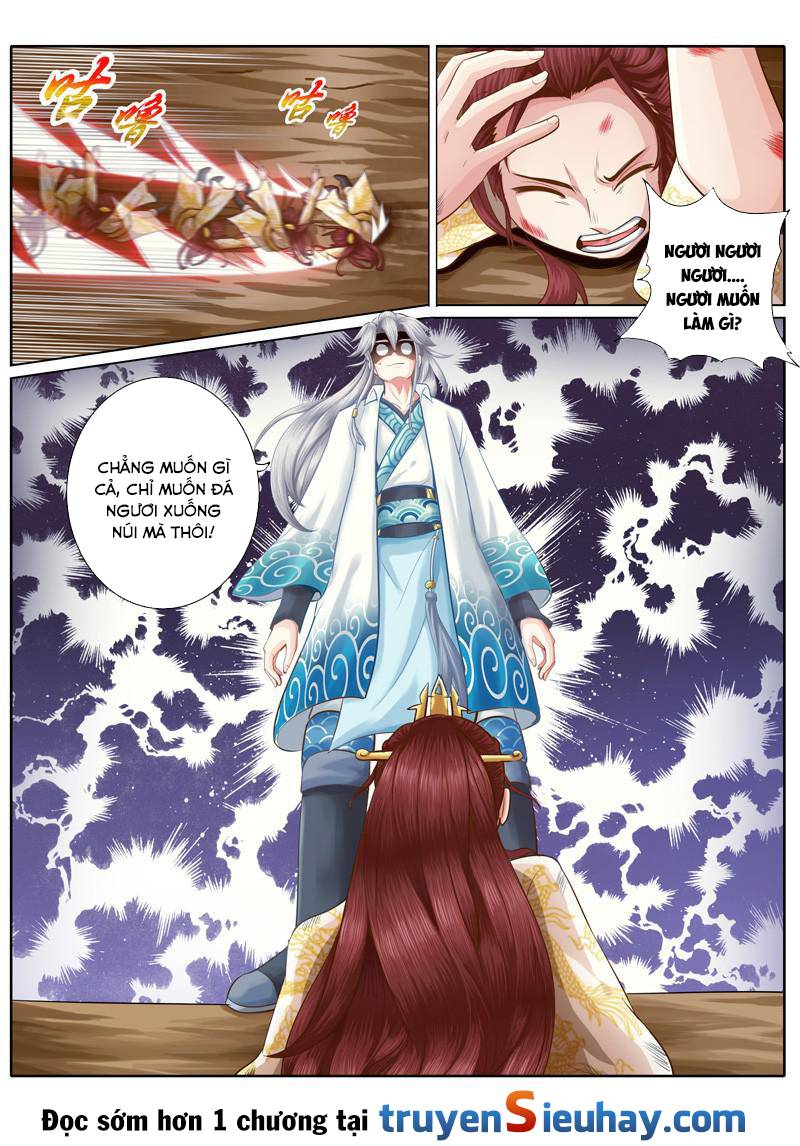 咕噜
咕噜
NGƯƠI NGƯƠI
NGƯƠI....
NGƯƠI MUỐN
LÀM GÌ?
CHẲNG MUỐN GÌ
CẢ, CHỈ MUỐN ĐÁ
NGƯƠI XUỐNG
NÚI MÀ THÔI!
Đọc sớm hơn 1 chương tại truyenSieuhay.com